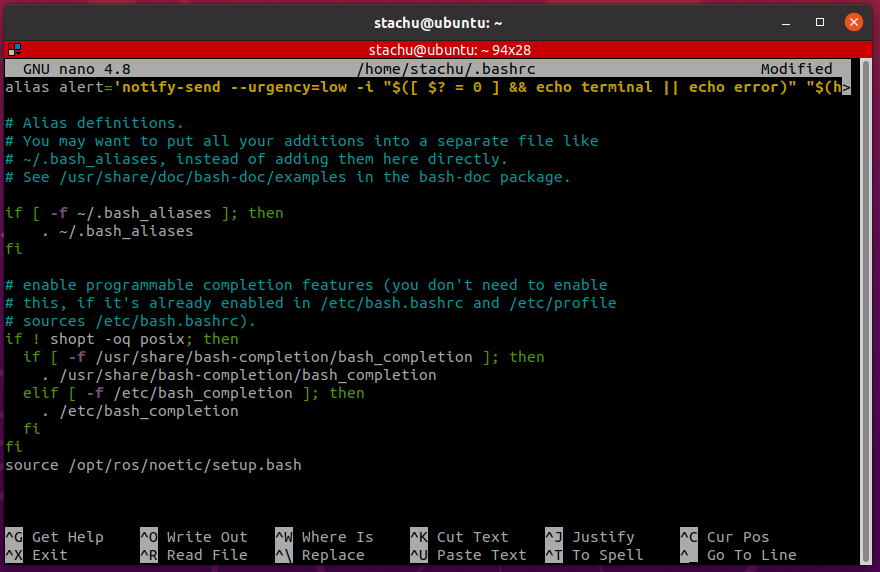 stachu@ubuntu: ~
stachu@ubuntu: ~ 94x28
GNU nano 4.8 /home/stachu/.bashrc Modified
alias alert='notify-send --urgency=low -i "$([ $? = 0 ] && echo terminal || echo error)" "$(h>
# Alias definitions.
# You may want to put all your additions into a separate file like
# ~/.bash_aliases, instead of adding them here directly.
# See /usr/share/doc/bash-doc/examples in the bash-doc package.
if [ -f ~/.bash_aliases ]; then
    . ~/.bash_aliases
fi
# enable programmable completion features (you don't need to enable
# this, if it's already enabled in /etc/bash.bashrc and /etc/profile
# sources /etc/bash.bashrc).
if ! shopt -oq posix; then
  if [ -f /usr/share/bash-completion/bash_completion ]; then
    . /usr/share/bash-completion/bash_completion
  elif [ -f /etc/bash_completion ]; then
    . /etc/bash_completion
  fi
fi
source /opt/ros/noetic/setup.bash
^G Get Help ^O Write Out ^W Where Is ^K Cut Text ^J Justify ^C Cur Pos
^X Exit ^R Read File ^\ Replace ^U Paste Text ^T To Spell ^_ Go To Line